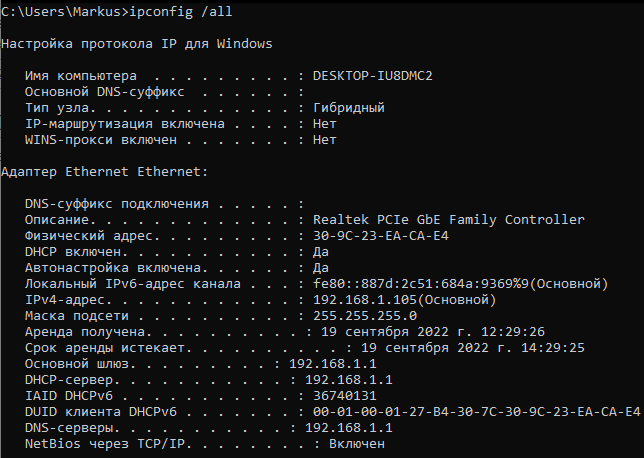 C:\Users\Markus>ipconfig /all
Настройка протокола IP для Windows
Имя компьютера . . . . . . . . . : DESKTOP-IU8DMC2
Основной DNS-суффикс . . . . . . :
Тип узла. . . . . . . . . . . . . : Гибридный
IP-маршрутизация включена . . . . : Нет
WINS-прокси включен . . . . . . . : Нет
Адаптер Ethernet Ethernet:
DNS-суффикс подключения . . . . . :
Описание. . . . . . . . . . . . . : Realtek PCIe GbE Family Controller
Физический адрес. . . . . . . . . : 30-9C-23-EA-CA-E4
DHCP включен. . . . . . . . . . . : Да
Автонастройка включена. . . . . . : Да
Локальный IPv6-адрес канала . . . : fe80::887d:2c51:684a:9369%9(Основной)
IPv4-адрес. . . . . . . . . . . . : 192.168.1.105(Основной)
Маска подсети . . . . . . . . . . : 255.255.255.0
Аренда получена. . . . . . . . . . : 19 сентября 2022 г. 12:29:26
Срок аренды истекает. . . . . . . . . . : 19 сентября 2022 г. 14:29:25
Основной шлюз. . . . . . . . . : 192.168.1.1
DHCP-сервер. . . . . . . . . . . : 192.168.1.1
IAID DHCPv6 . . . . . . . . . . . : 36740131
DUID клиента DHCPv6 . . . . . . . : 00-01-00-01-27-B4-30-7C-30-9C-23-EA-CA-E4
DNS-серверы. . . . . . . . . . . : 192.168.1.1
NetBios через TCP/IP. . . . . . . . : Включен